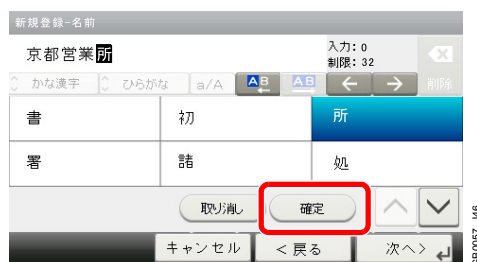 新規登録-名前
京都営業所
入力: 0
制限: 32
かな漢字 ひらがな a/A AB AB ← → 削除
書 初 所
署 諸 処
取り消し 確定
キャンセル < 戻る 次へ >